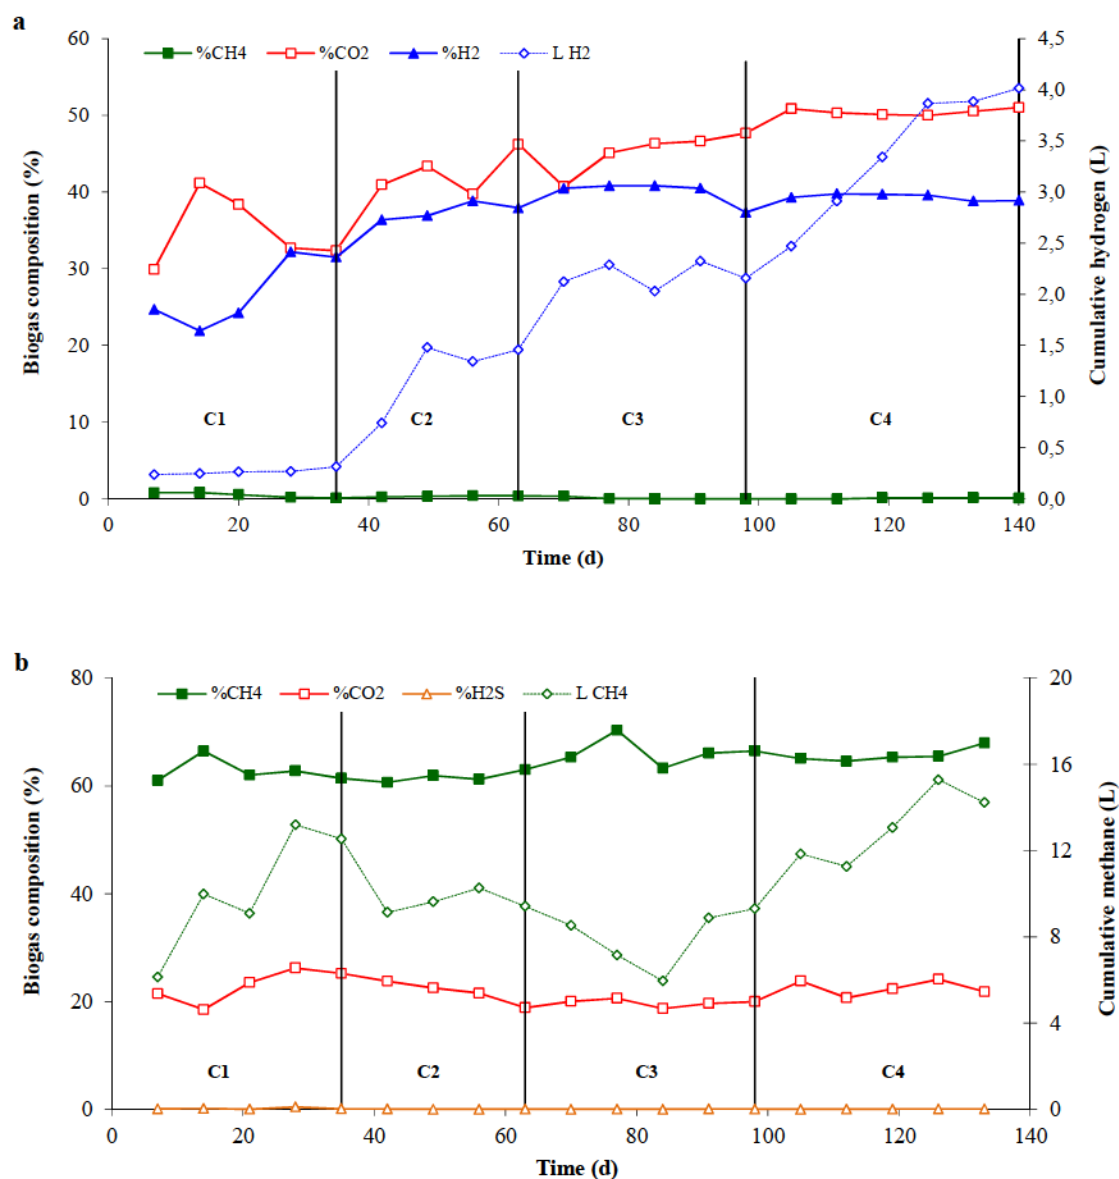 a
%CH4 %CO2 %H2 L H2
Biogas composition (%)
60
50
40
30
20
10
0
Cumulative hydrogen (L)
4,5
4,0
3,5
3,0
2,5
2,0
1,5
1,0
0,5
0,0
C1 C2 C3 C4
0 20 40 60 80 100 120 140
Time (d)
b
%CH4 %CO2 %H2S L CH4
Biogas composition (%)
80
60
40
20
0
Cumulative methane (L)
20
16
12
8
4
0
C1 C2 C3 C4
0 20 40 60 80 100 120 140
Time (d)